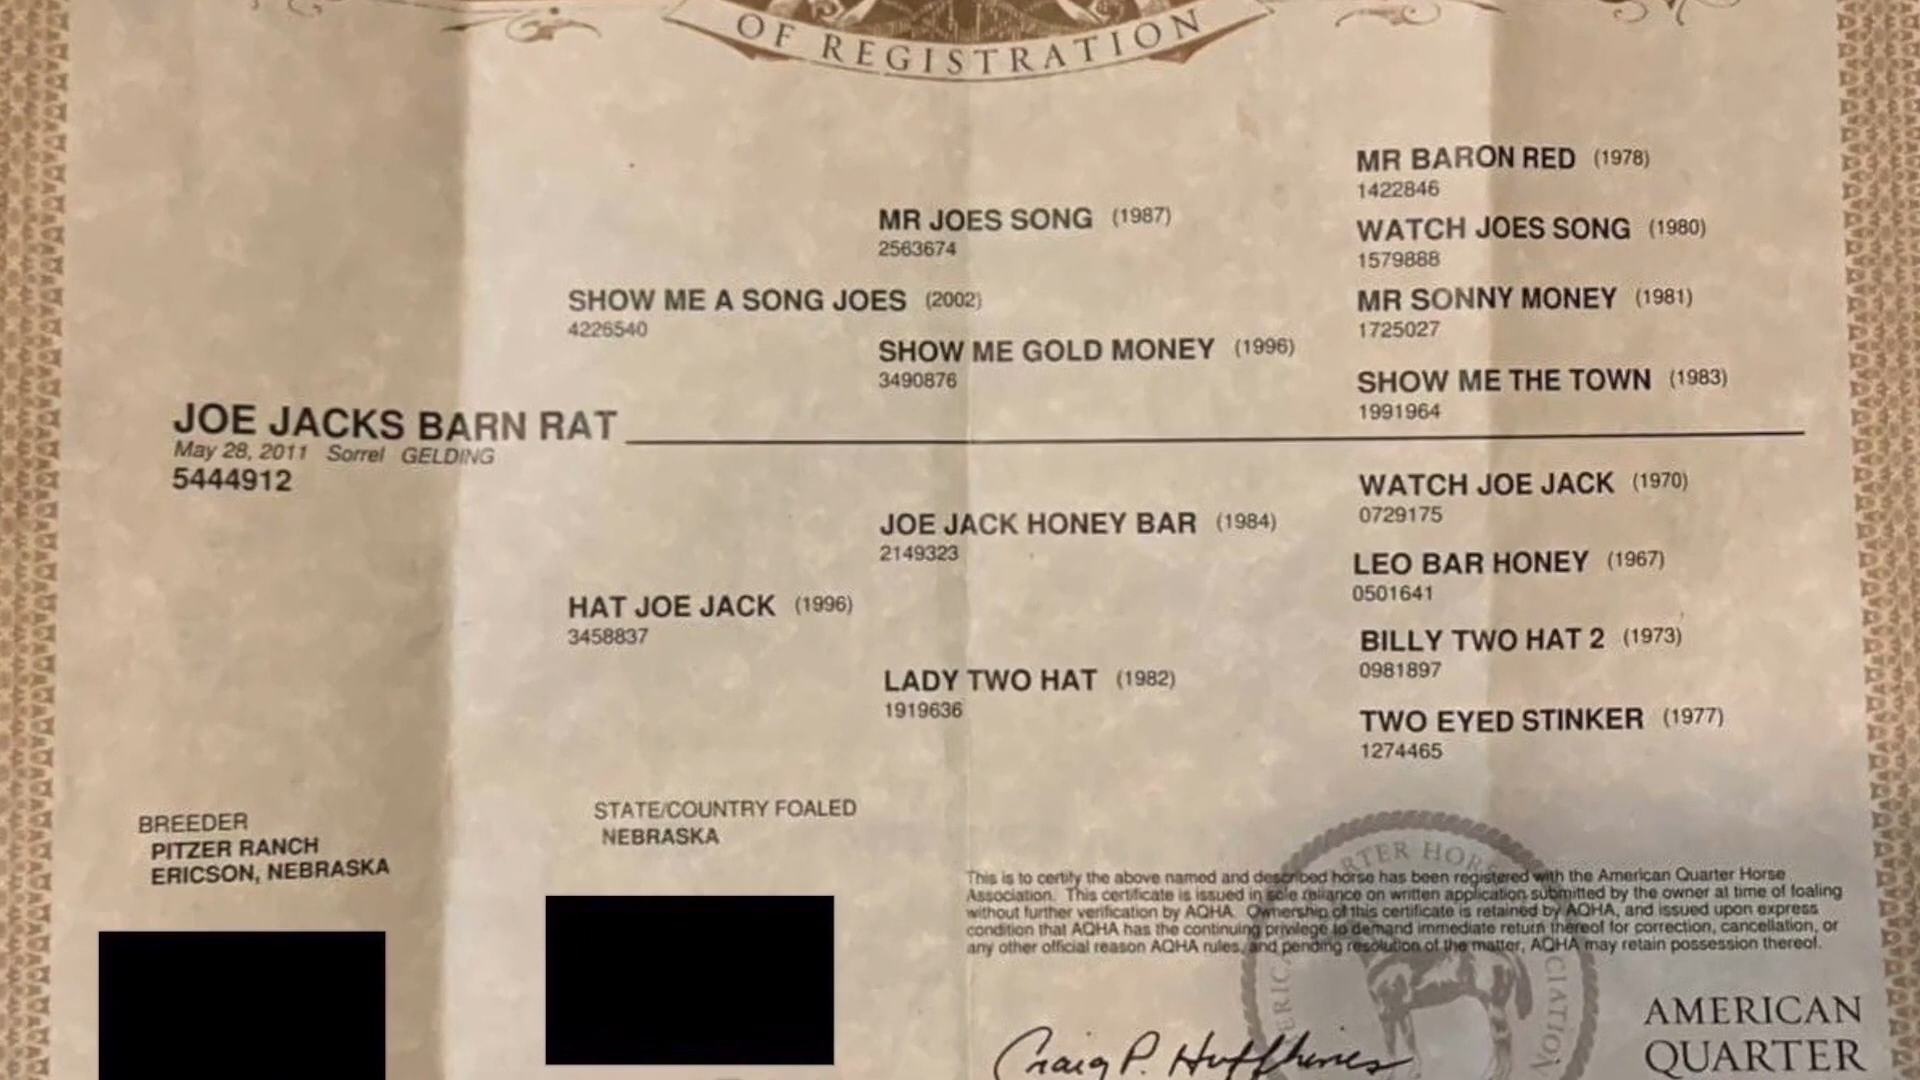 OF REGISTRATION
MR BARON RED (1978)
1422846
MR JOES SONG (1987)
2563674
WATCH JOES SONG (1980)
1579888
SHOW ME A SONG JOES (2002)
4226540
MR SONNY MONEY (1981)
1725027
SHOW ME GOLD MONEY (1996)
3490876
SHOW ME THE TOWN (1983)
1991964
JOE JACKS BARN RAT
May 28, 2011 Sorrel GELDING
5444912
WATCH JOE JACK (1970)
0729175
JOE JACK HONEY BAR (1984)
2149323
LEO BAR HONEY (1967)
0501641
HAT JOE JACK (1996)
3458837
BILLY TWO HAT 2 (1973)
0981897
LADY TWO HAT (1982)
1919636
TWO EYED STINKER (1977)
1274465
BREEDER
PITZER RANCH
ERICSON, NEBRASKA
STATE/COUNTRY FOALED
NEBRASKA
This is to certify the above named and described horse has been registered with the American Quarter Horse
Association. This certificate is issued in sole reliance on written application submitted by the owner at time of foaling
without further verification by AQHA. Ownership of this certificate is retained by AQHA, and issued upon express
condition that AQHA has the continuing privilege to demand immediate return thereof for correction, cancellation, or
any other official reason AQHA rules, and pending resolution of the matter, AQHA may retain possession thereof.
Craig P. Huffhines
AMERICAN
QUARTER